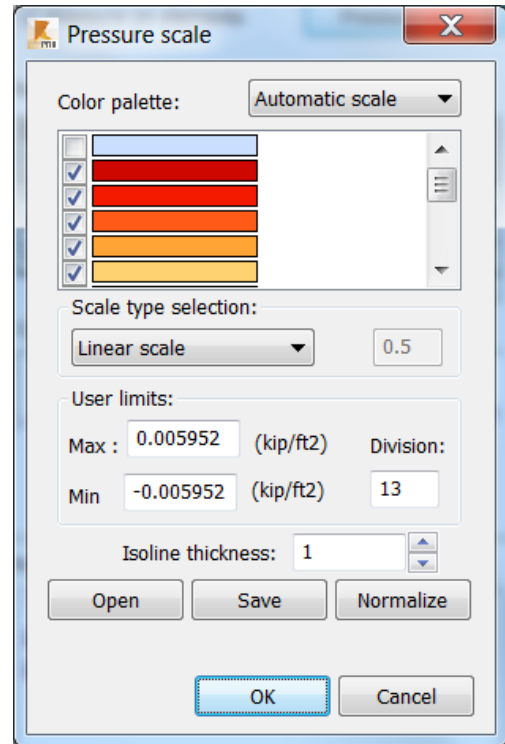 Pressure scale
Color palette: Automatic scale
Scale type selection:
Linear scale 0.5
User limits:
Max : 0.005952 (kip/ft2) Division:
Min -0.005952 (kip/ft2) 13
Isoline thickness: 1
Open Save Normalize
OK Cancel